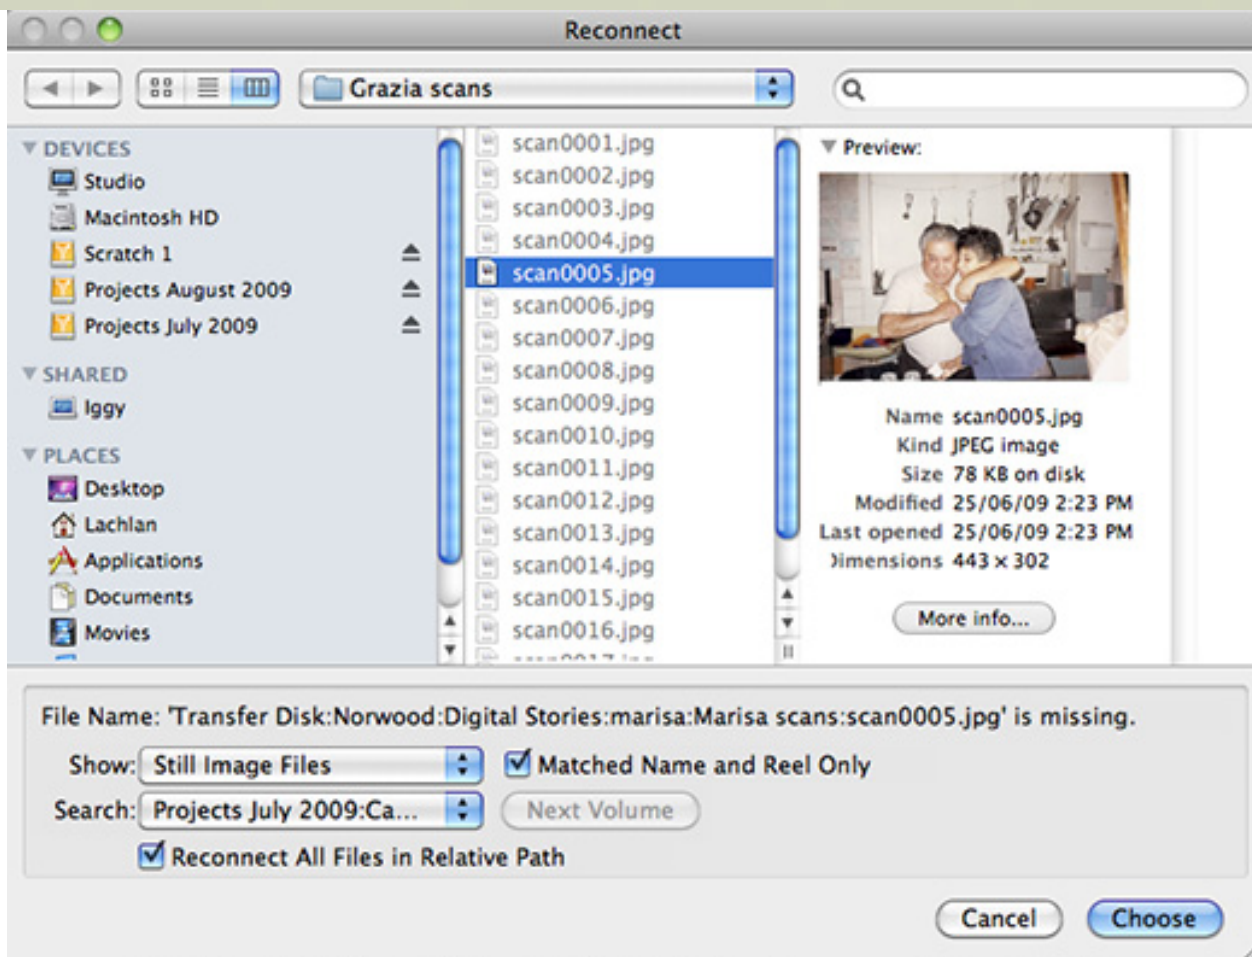 Reconnect
Grazia scans
DEVICES
Studio
Macintosh HD
Scratch 1
Projects August 2009
Projects July 2009
SHARED
Iggy
PLACES
Desktop
Lachlan
Applications
Documents
Movies
scan0001.jpg
scan0002.jpg
scan0003.jpg
scan0004.jpg
scan0005.jpg
scan0006.jpg
scan0007.jpg
scan0008.jpg
scan0009.jpg
scan0010.jpg
scan0011.jpg
scan0012.jpg
scan0013.jpg
scan0014.jpg
scan0015.jpg
scan0016.jpg
Preview:
Name scan0005.jpg
Kind JPEG image
Size 78 KB on disk
Modified 25/06/09 2:23 PM
Last opened 25/06/09 2:23 PM
imensions 443 × 302
More info...
File Name: 'Transfer Disk:Norwood:Digital Stories:marisa:Marisa scans:scan0005.jpg' is missing.
Show: Still Image Files Matched Name and Reel Only
Search: Projects July 2009:Ca... Next Volume
Reconnect All Files in Relative Path
Cancel Choose